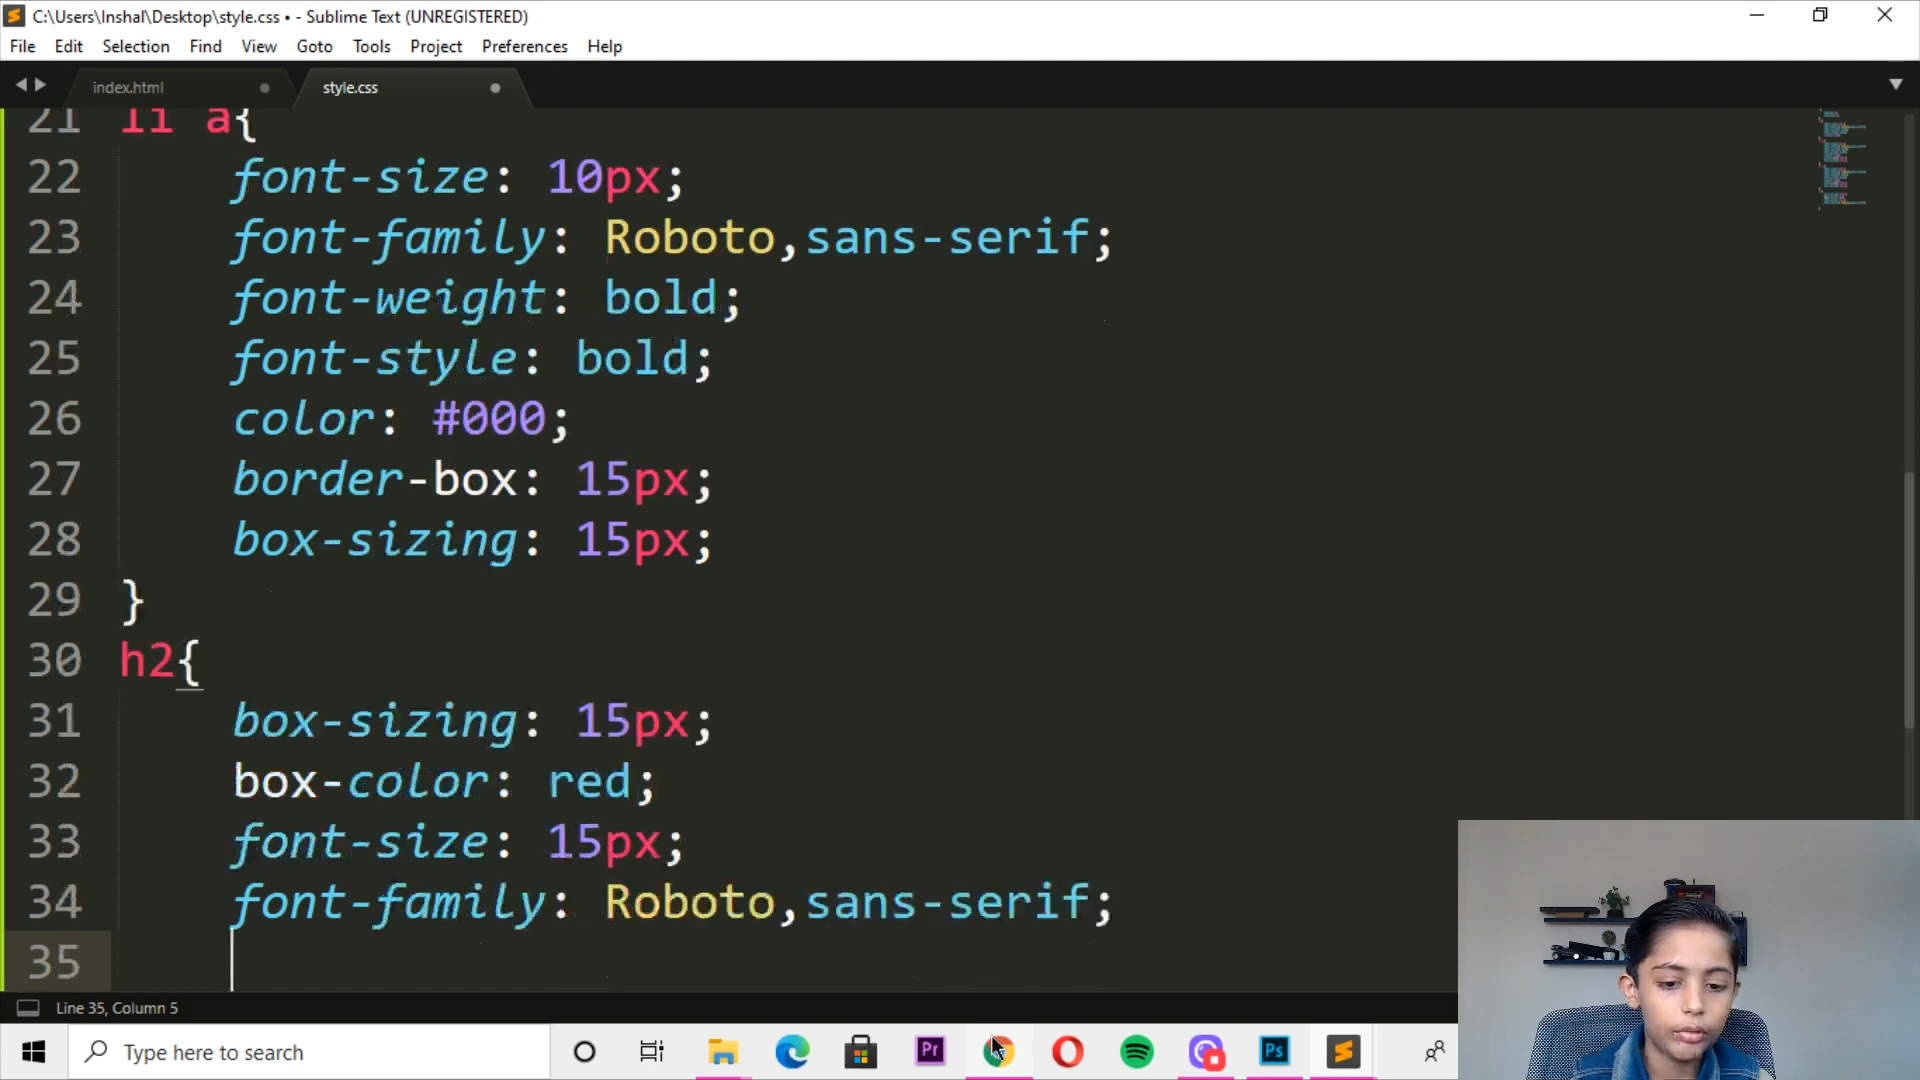 C:\Users\Inshal\Desktop\style.css • - Sublime Text (UNREGISTERED)
File Edit Selection Find View Goto Tools Project Preferences Help
index.html style.css
21 li a{
22 font-size: 10px;
23 font-family: Roboto,sans-serif;
24 font-weight: bold;
25 font-style: bold;
26 color: #000;
27 border-box: 15px;
28 box-sizing: 15px;
29 }
30 h2{
31 box-sizing: 15px;
32 box-color: red;
33 font-size: 15px;
34 font-family: Roboto,sans-serif;
35
Line 35, Column 5
Type here to search
Pr
Ps